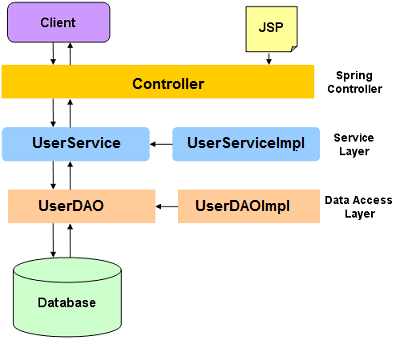 Client
JSP
Controller
Spring
Controller
UserService
UserServiceImpl
Service
Layer
UserDAO
UserDAOImpl
Data Access
Layer
Database